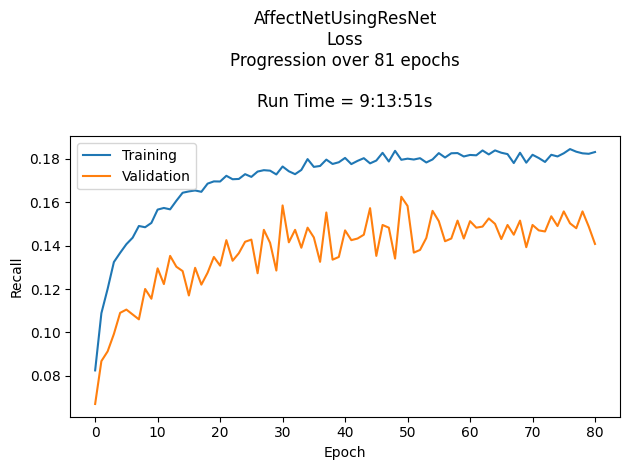 AffectNetUsingResNet
Loss
Progression over 81 epochs
Run Time = 9:13:51s
Training
Validation
Recall
0.18
0.16
0.14
0.12
0.10
0.08
0 10 20 30 40 50 60 70 80
Epoch